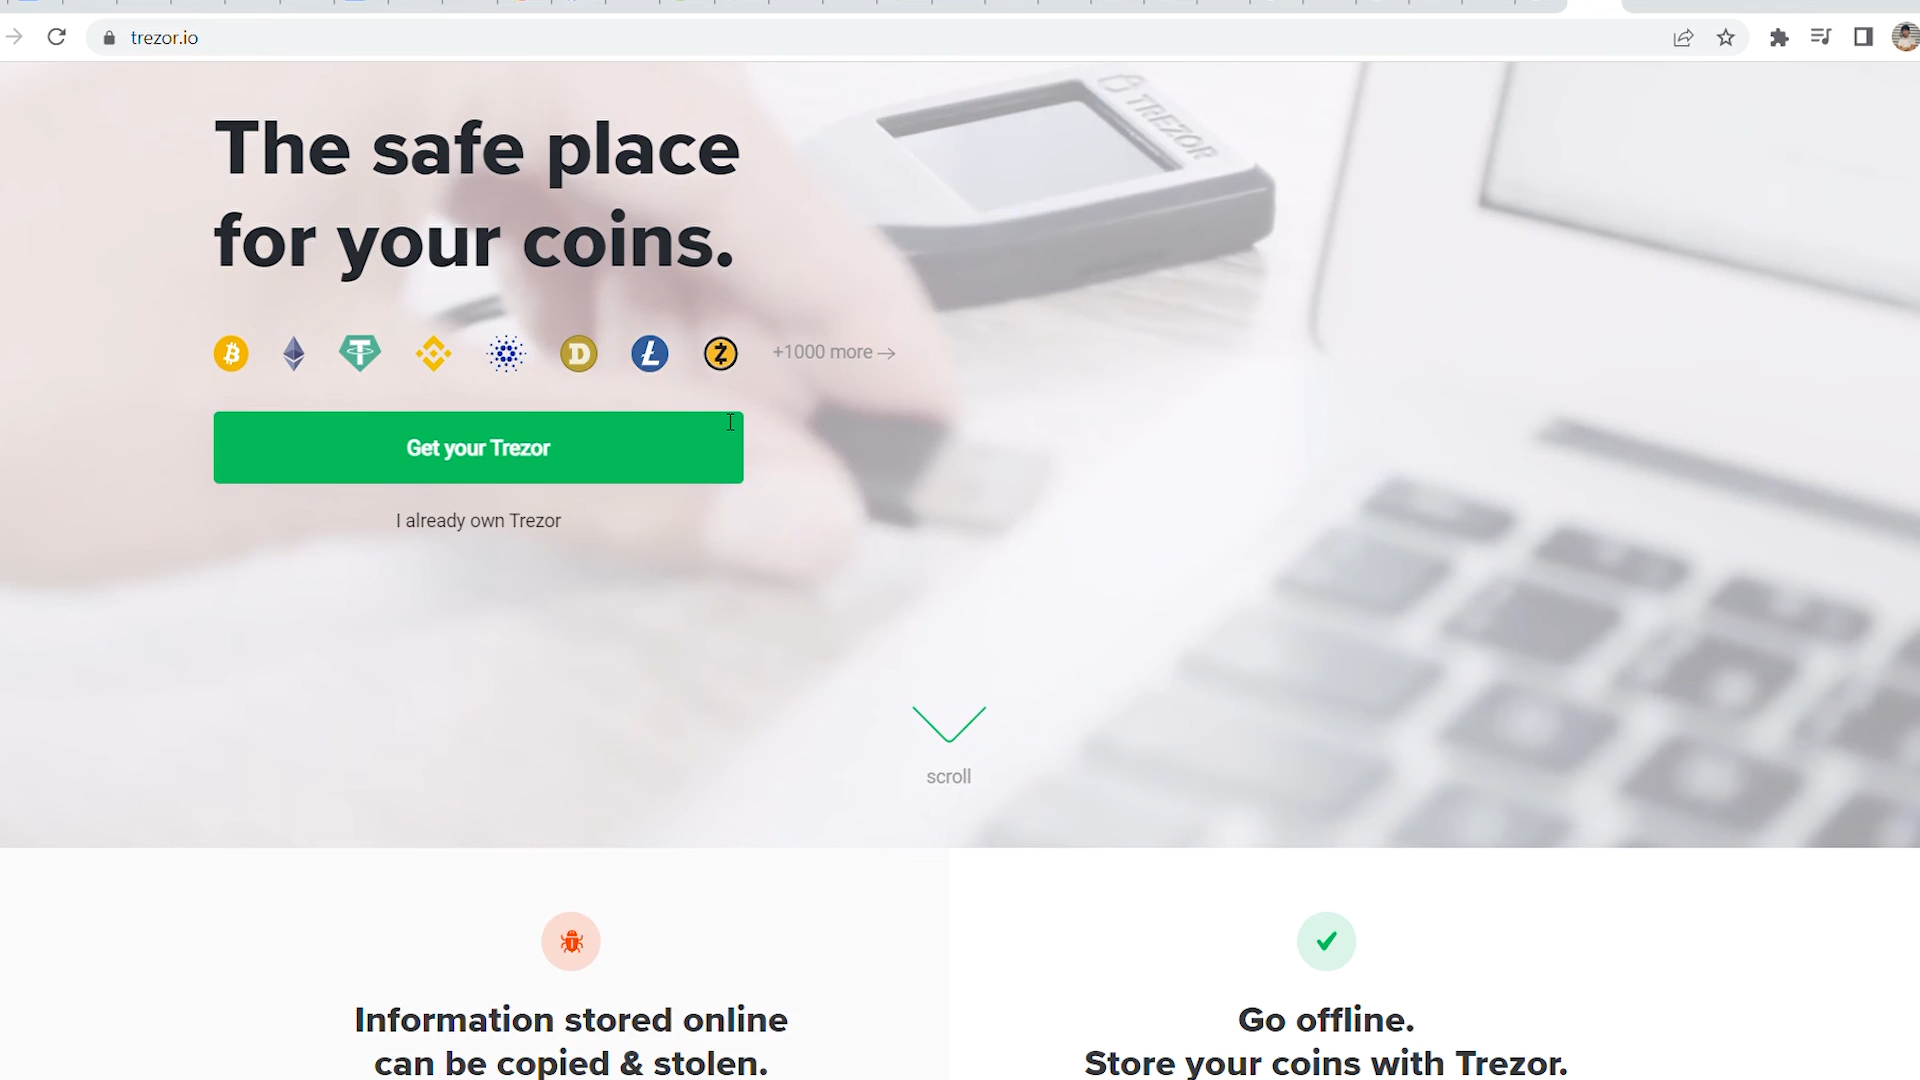 trezor.io
TREZOR
The safe place
for your coins.
+1000 more →
Get your Trezor
I already own Trezor
scroll
Information stored online
can be copied & stolen.
Go offline.
Store your coins with Trezor.